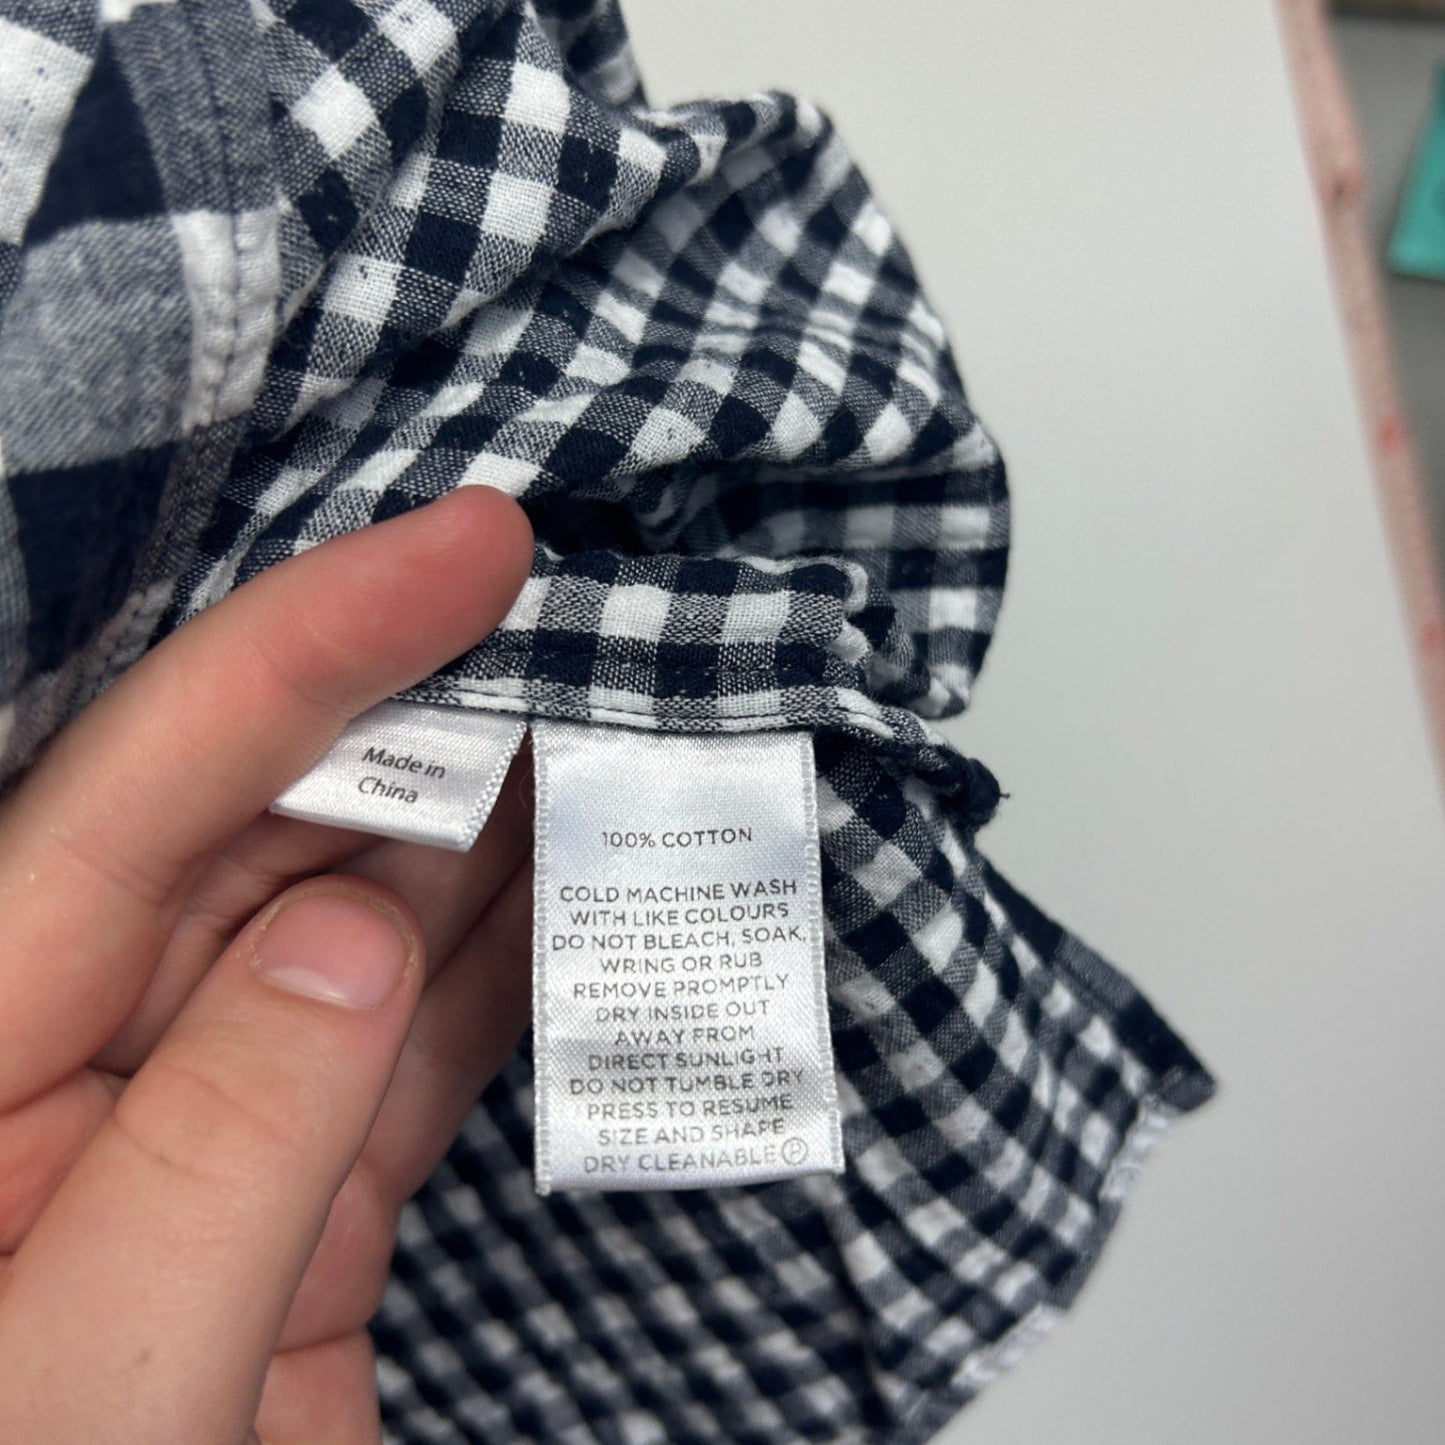 Made in
China
100% COTTON
COLD MACHINE WASH
WITH LIKE COLOURS
DO NOT BLEACH, SOAK,
WRING OR RUB
REMOVE PROMPTLY
DRY INSIDE OUT
AWAY FROM
DIRECT SUNLIGHT
DO NOT TUMBLE DRY
PRESS TO RESUME
SIZE AND SHAPE
DRY CLEANABLE Ⓟ